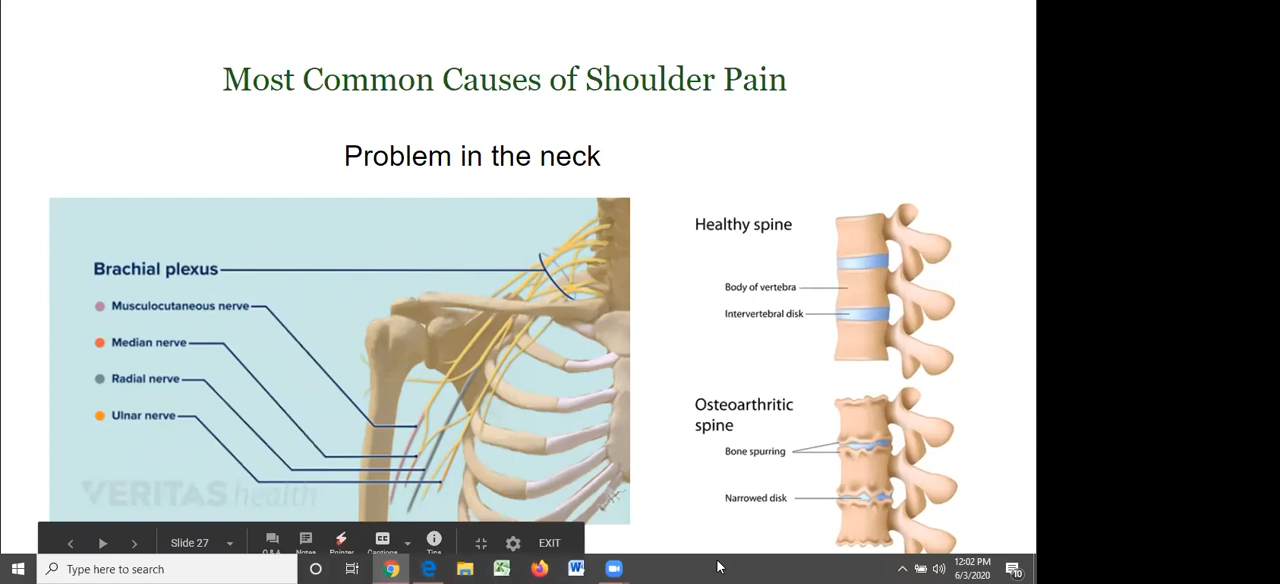 Most Common Causes of Shoulder Pain
Problem in the neck
Brachial plexus
Musculocutaneous nerve
Median nerve
Radial nerve
Ulnar nerve
VERITAS health
Healthy spine
Body of vertebra
Intervertebral disk
Osteoarthritic
spine
Bone spurring
Narrowed disk
Slide 27
EXIT
Type here to search
12:02 PM
6/3/2020
10